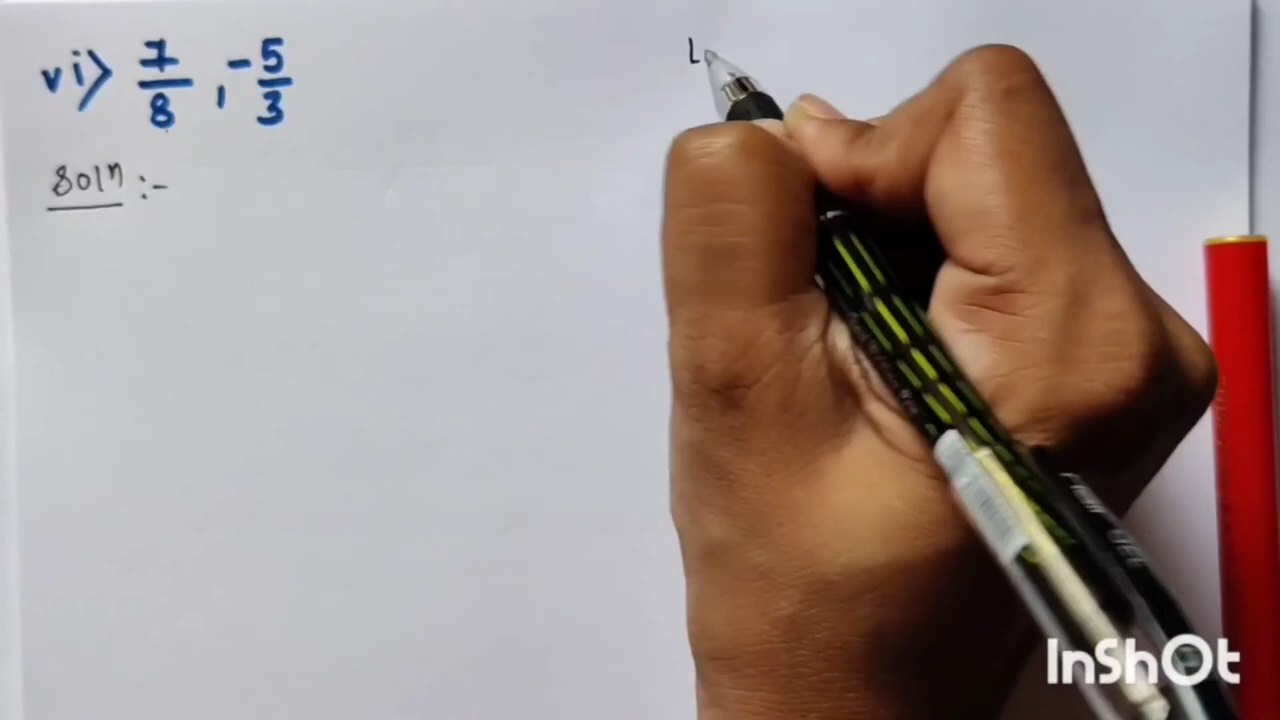 vi) 7/8 , -5/3
Solⁿ :-
L
InShOt